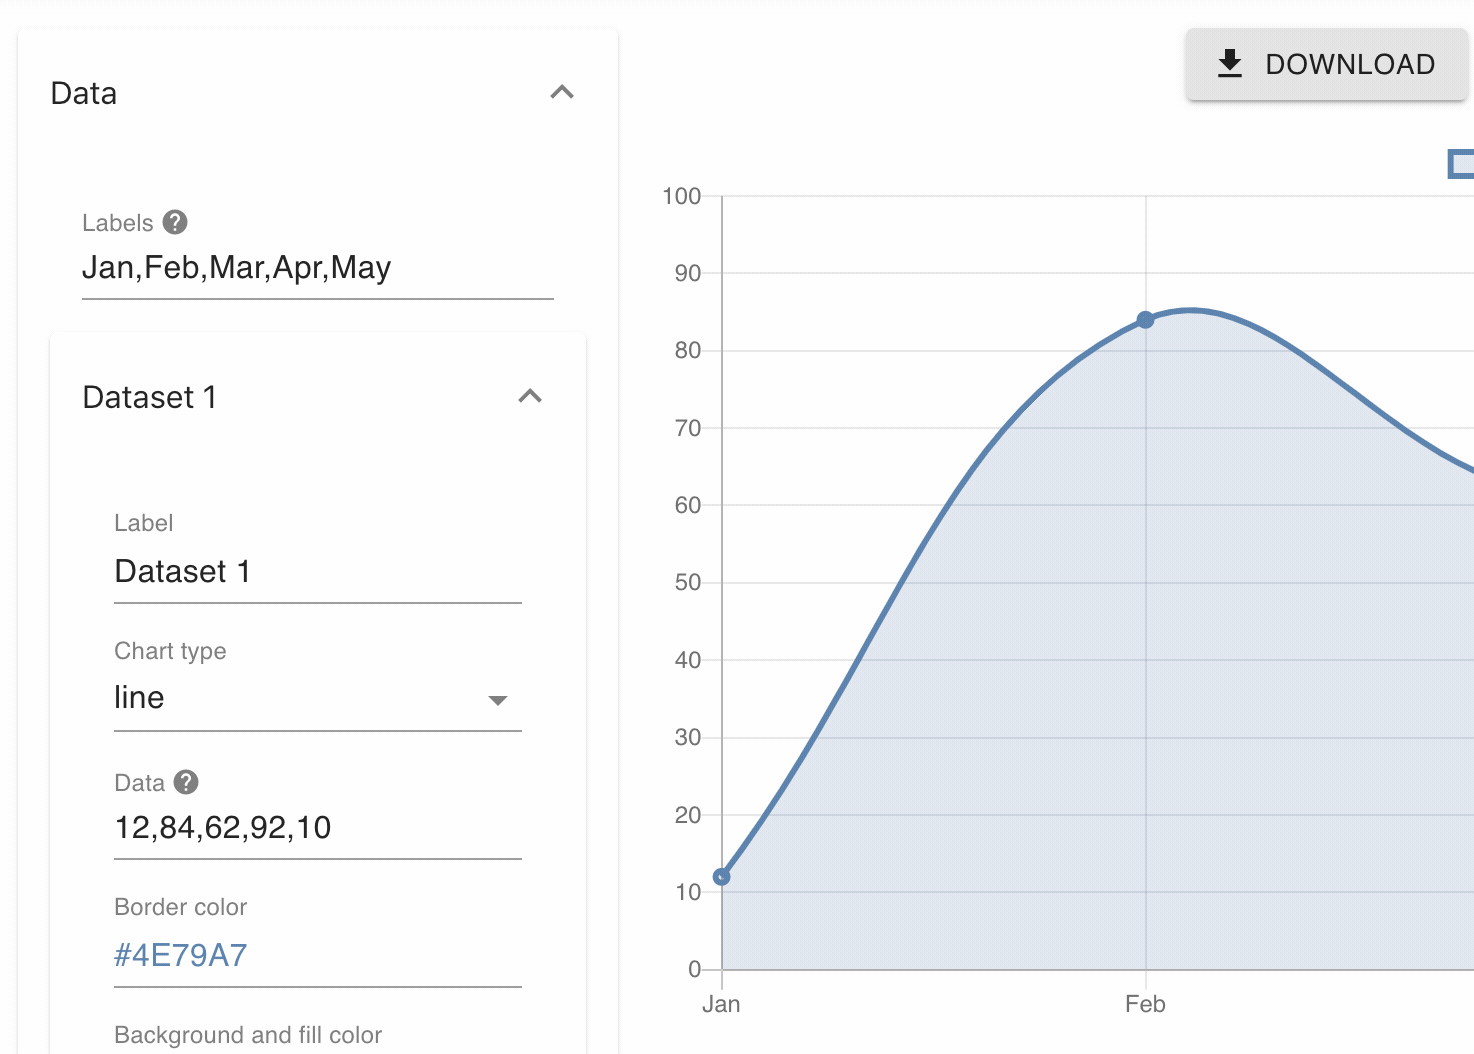 Data
Labels
Jan,Feb,Mar,Apr,May
Dataset 1
Label
Dataset 1
Chart type
line
Data
12,84,62,92,10
Border color
#4E79A7
Background and fill color
DOWNLOAD
100
90
80
70
60
50
40
30
20
10
0
Jan Feb